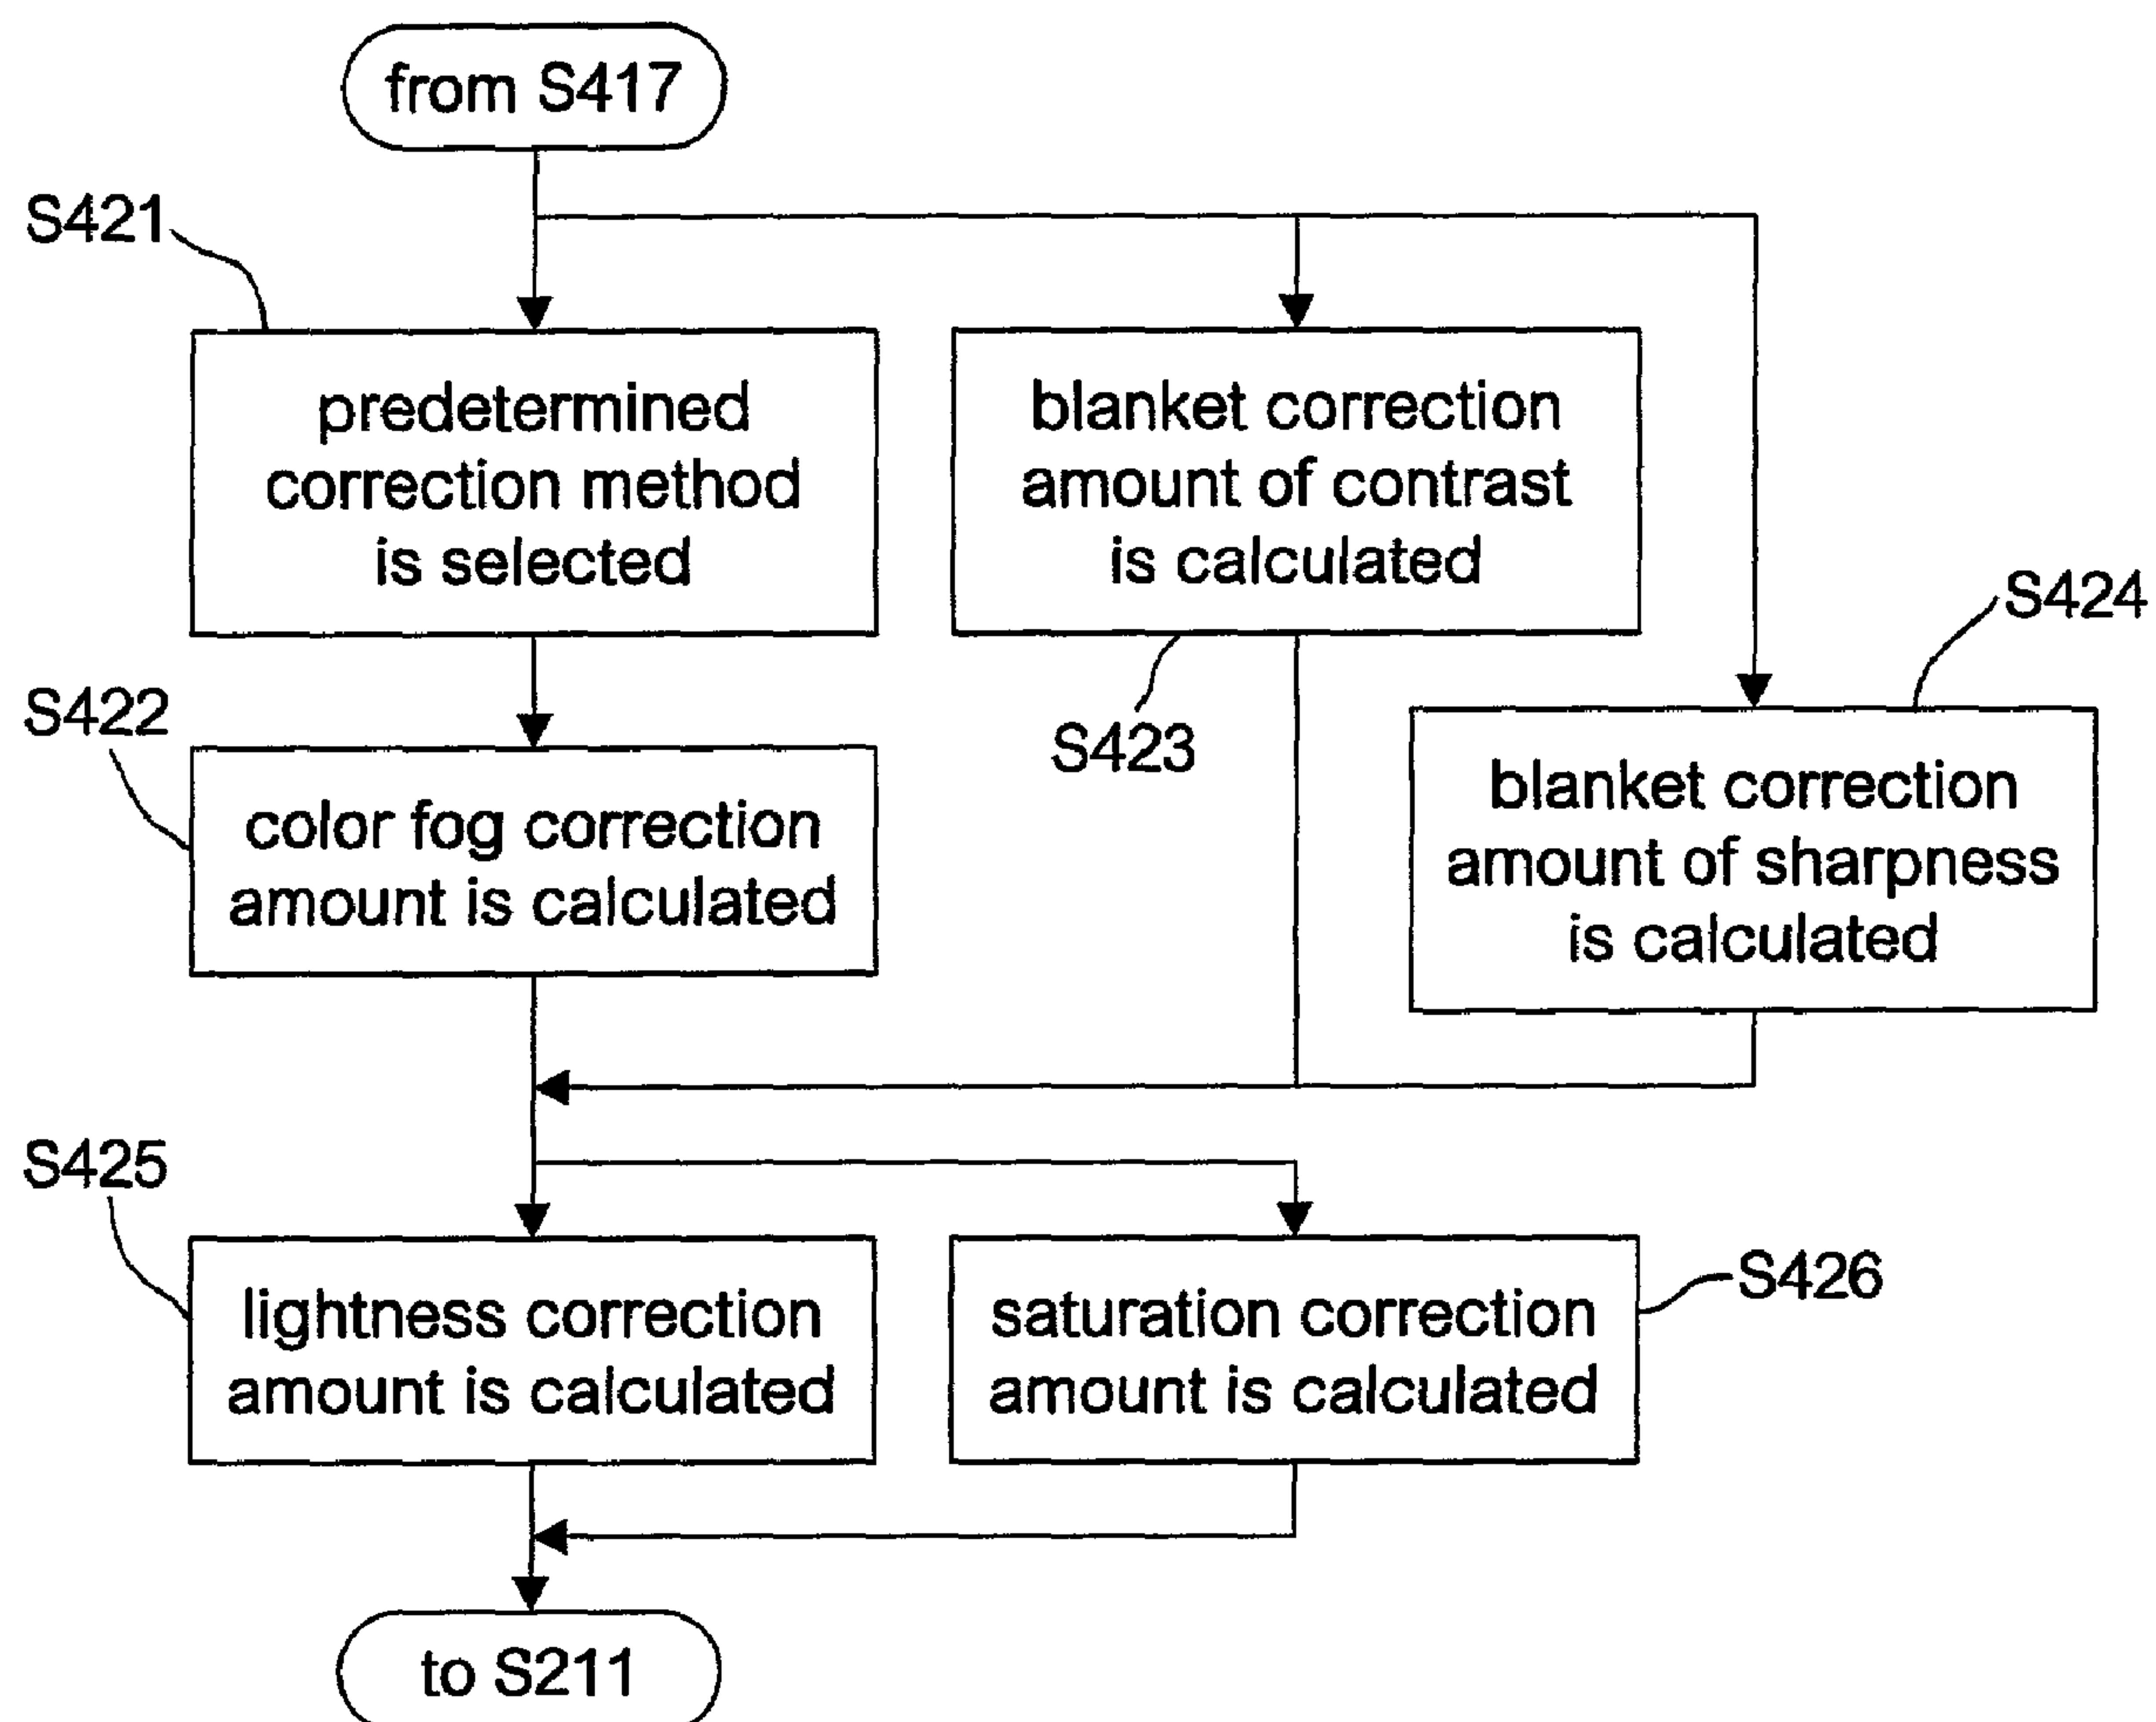 from S417
S421
predetermined
correction method
is selected
blanket correction
amount of contrast
is calculated
S424
S422
S423
color fog correction
amount is calculated
blanket correction
amount of sharpness
is calculated
S425
lightness correction
amount is calculated
saturation correction
amount is calculated
S426
to S211